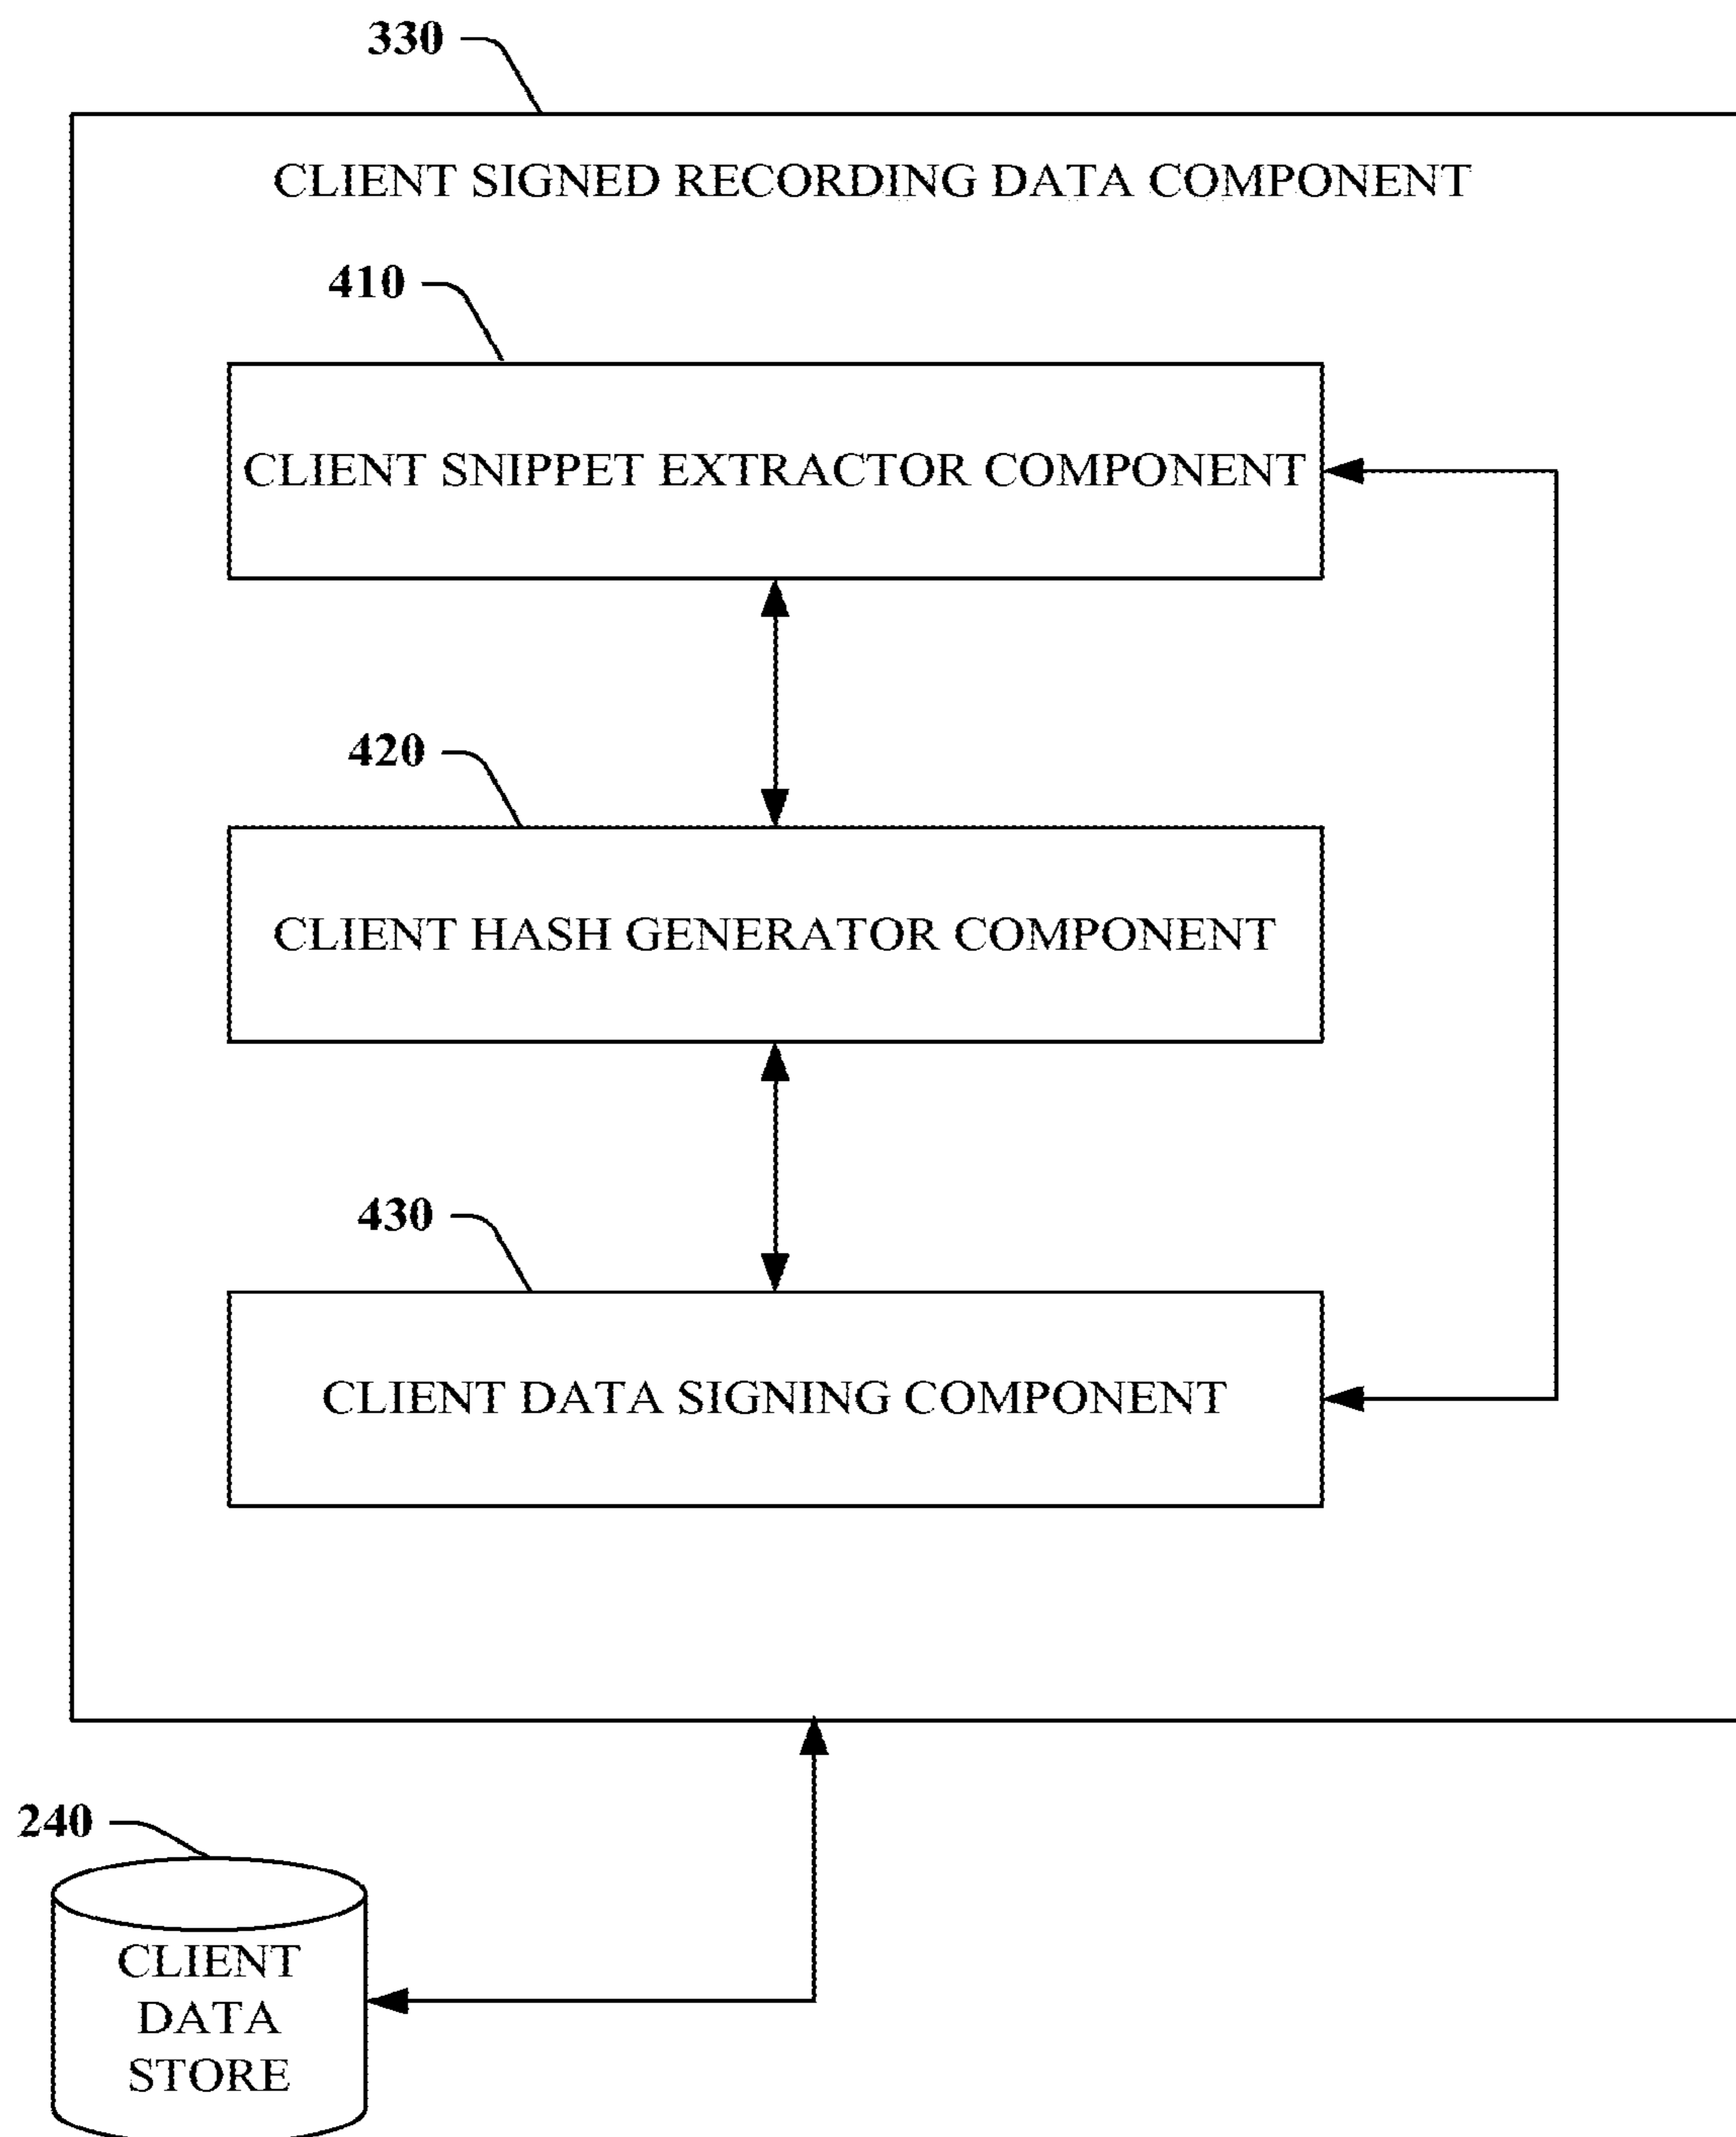 330
CLIENT SIGNED RECORDING DATA COMPONENT
410
CLIENT SNIPPET EXTRACTOR COMPONENT
420
CLIENT HASH GENERATOR COMPONENT
430
CLIENT DATA SIGNING COMPONENT
240
CLIENT
DATA
STORE